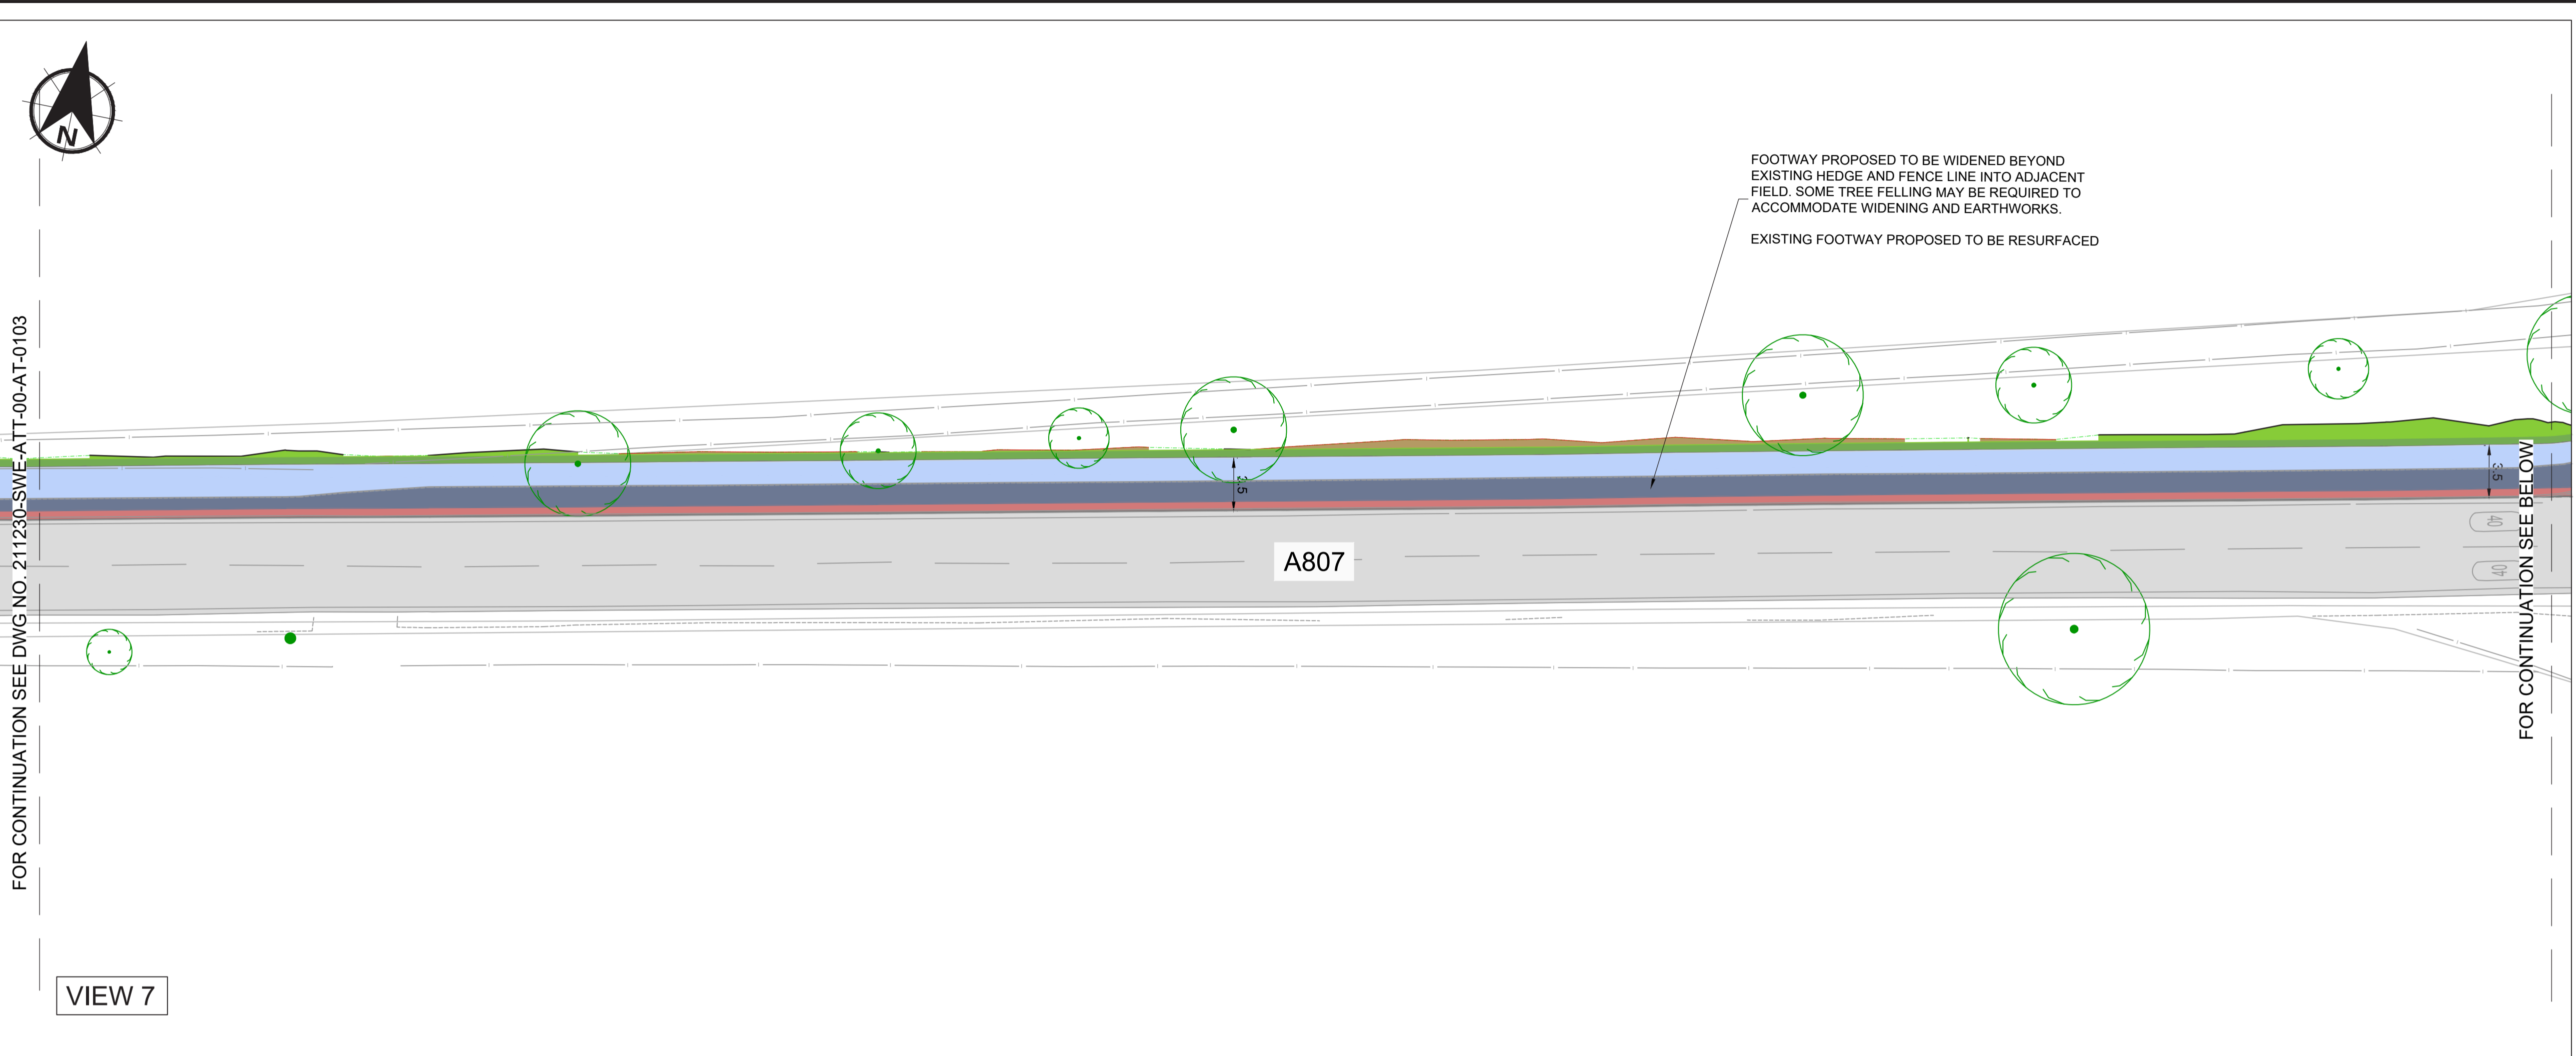 N
FOOTWAY PROPOSED TO BE WIDENED BEYOND
EXISTING HEDGE AND FENCE LINE INTO ADJACENT
FIELD. SOME TREE FELLING MAY BE REQUIRED TO
ACCOMMODATE WIDENING AND EARTHWORKS.
EXISTING FOOTWAY PROPOSED TO BE RESURFACED
FOR CONTINUATION SEE DWG NO. 211230-SWE-ATT-00-AT-0103
3.5
3.5
A807
40
40
FOR CONTINUATION SEE BELOW
VIEW 7